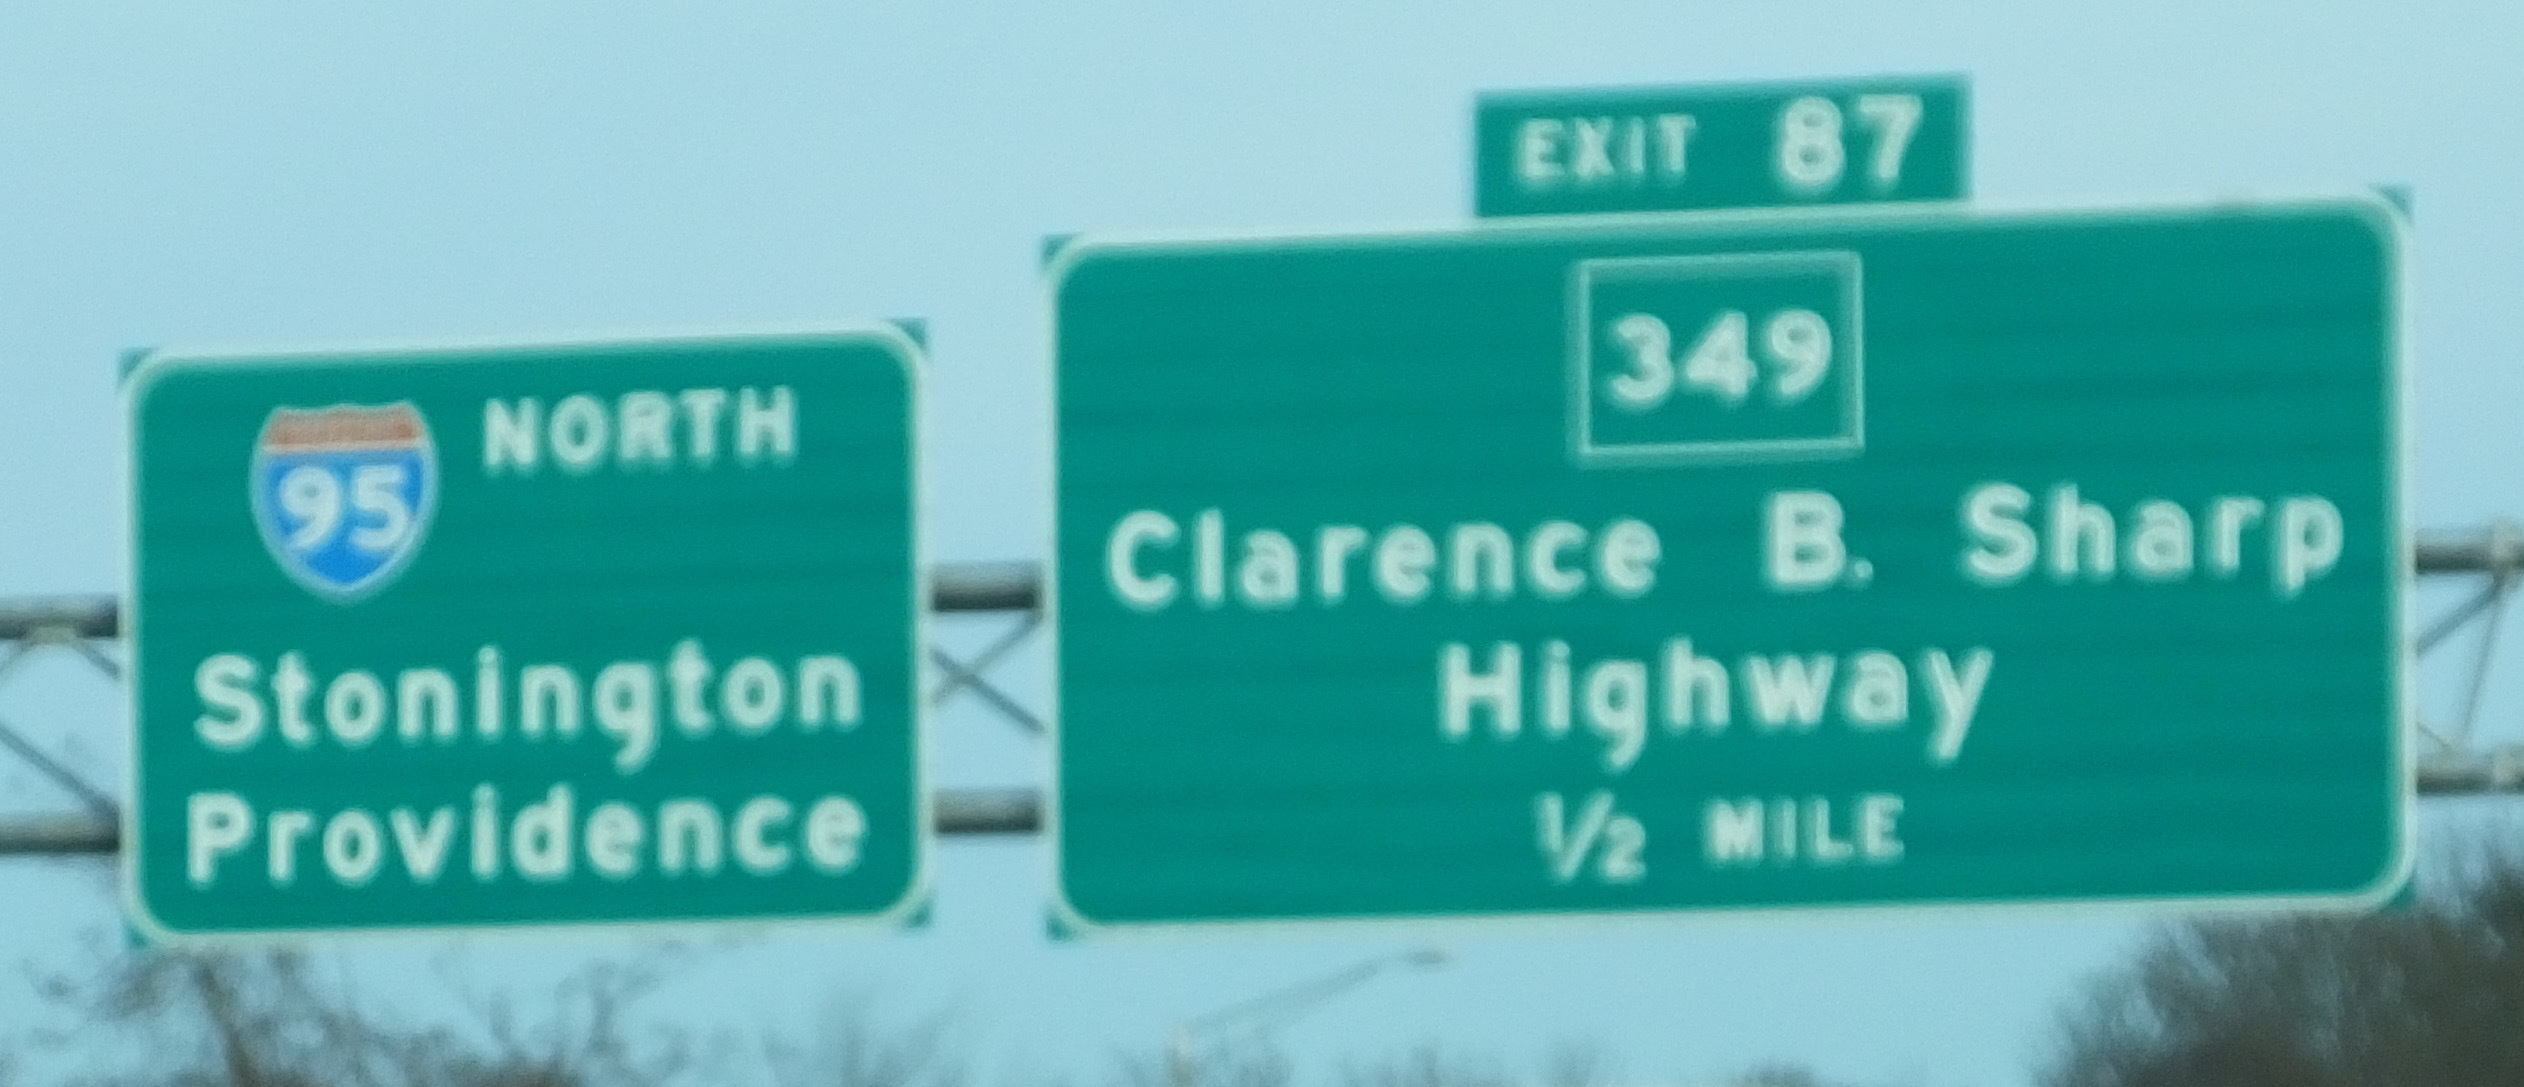 95 NORTH
Stonington
Providence
EXIT 87
349
Clarence B. Sharp
Highway
1/2 MILE